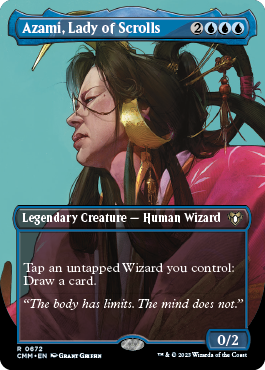 Azami, Lady of Scrolls 2
Legendary Creature — Human Wizard
Tap an untapped Wizard you control:
Draw a card.
“The body has limits. The mind does not.”
0/2
R 0672
CMM • EN Grant Griffin
™ & © 2023 Wizards of the Coast